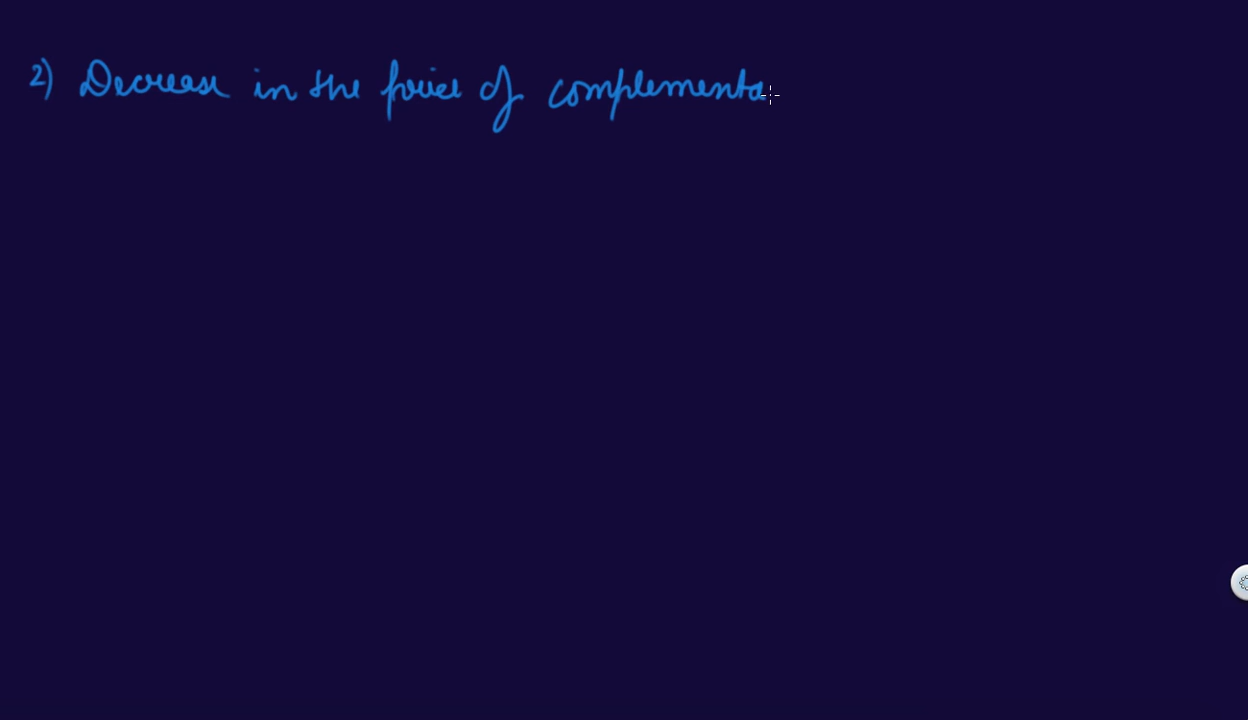 2) Decrease in the price of complementa